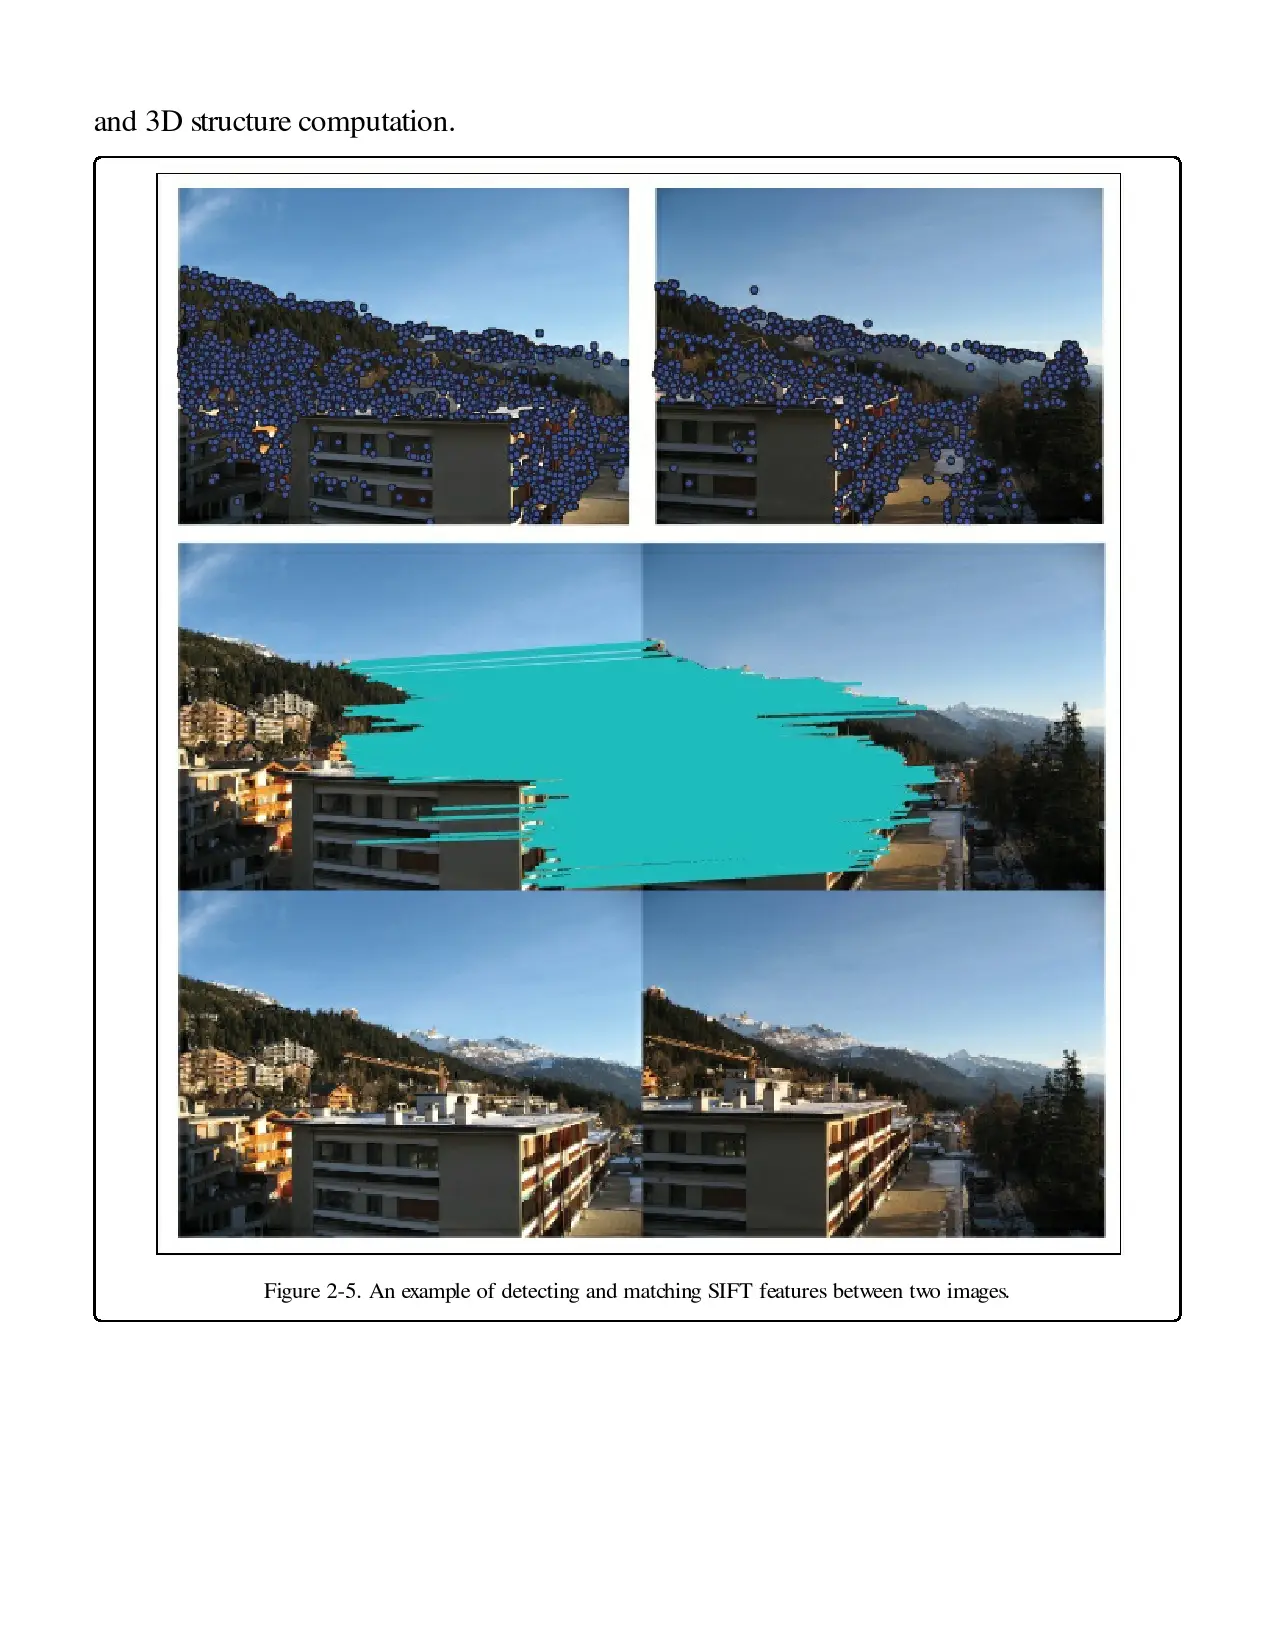 and 3D structure computation.
Figure 2-5. An example of detecting and matching SIFT features between two images.